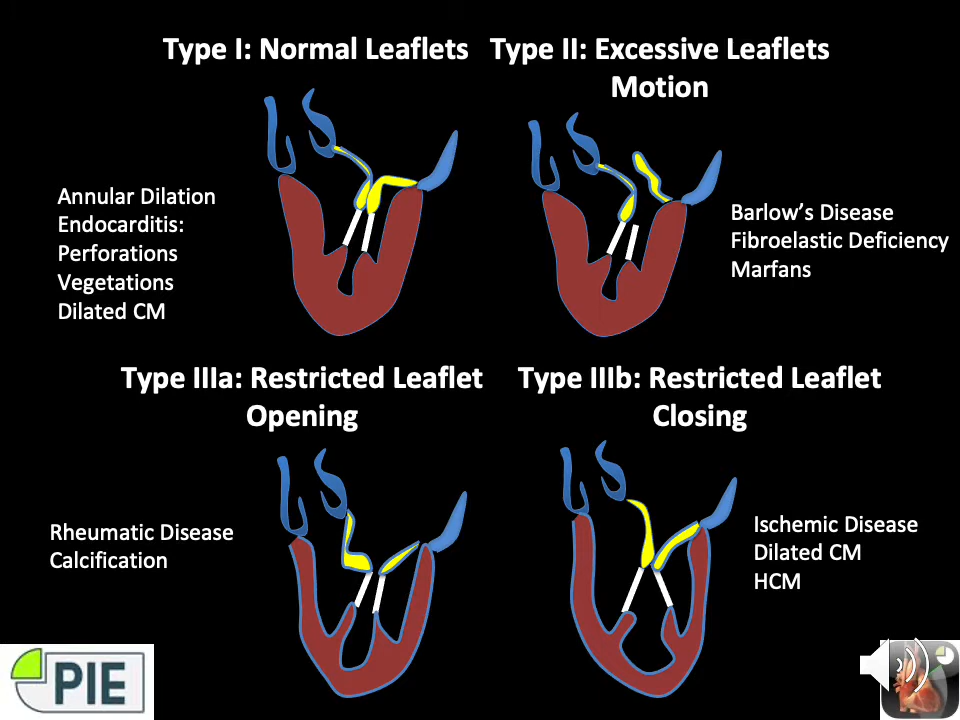 Type I: Normal Leaflets
Type II: Excessive Leaflets
Motion
Annular Dilation
Endocarditis:
Perforations
Vegetations
Dilated CM
Barlow’s Disease
Fibroelastic Deficiency
Marfans
Type IIIa: Restricted Leaflet
Opening
Type IIIb: Restricted Leaflet
Closing
Rheumatic Disease
Calcification
Ischemic Disease
Dilated CM
HCM
PIE